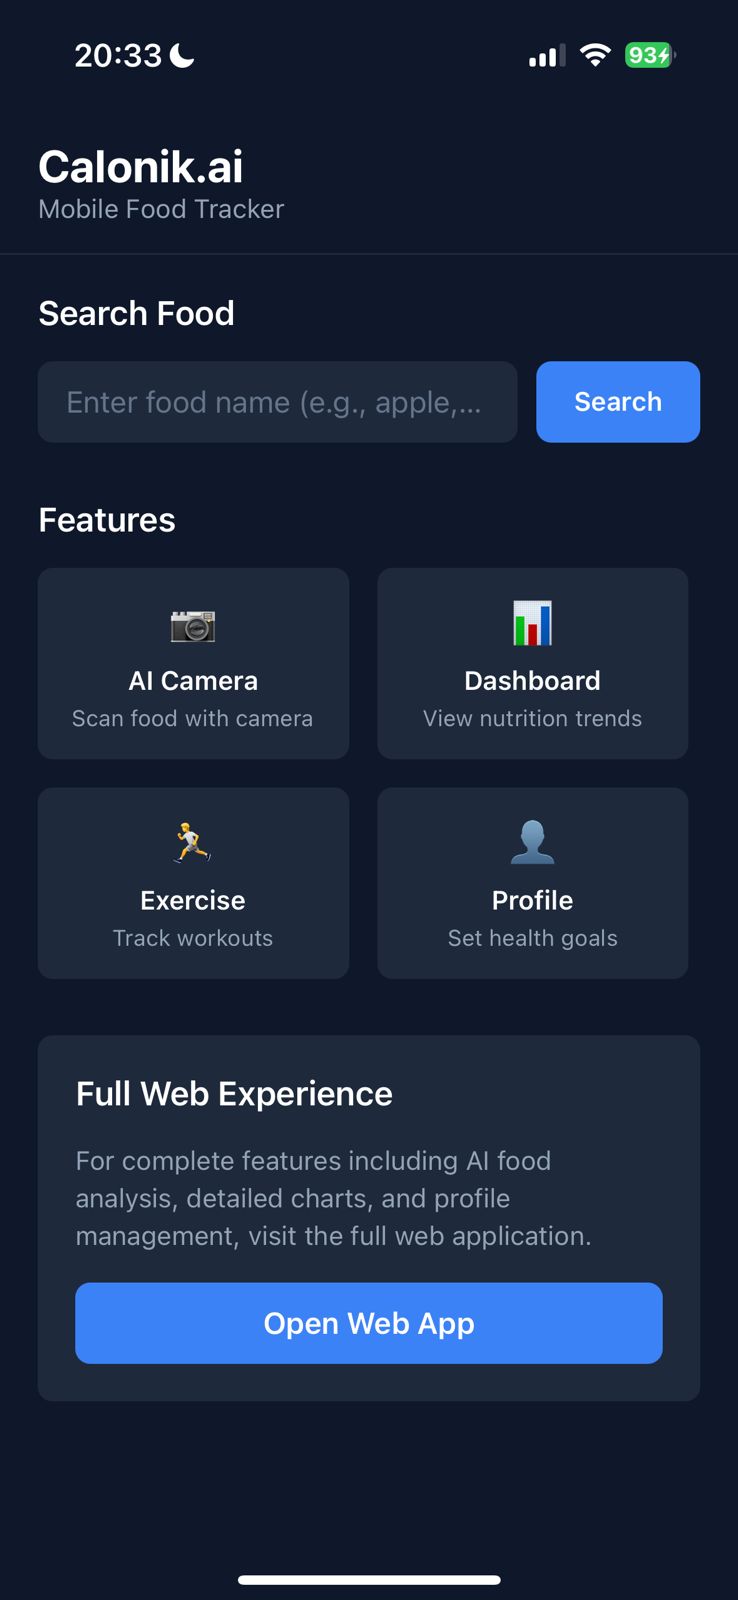 20:33
93
Calonik.ai
Mobile Food Tracker
Search Food
Enter food name (e.g., apple,...
Search
Features
AI Camera
Scan food with camera
Dashboard
View nutrition trends
Exercise
Track workouts
Profile
Set health goals
Full Web Experience
For complete features including AI food
analysis, detailed charts, and profile
management, visit the full web application.
Open Web App